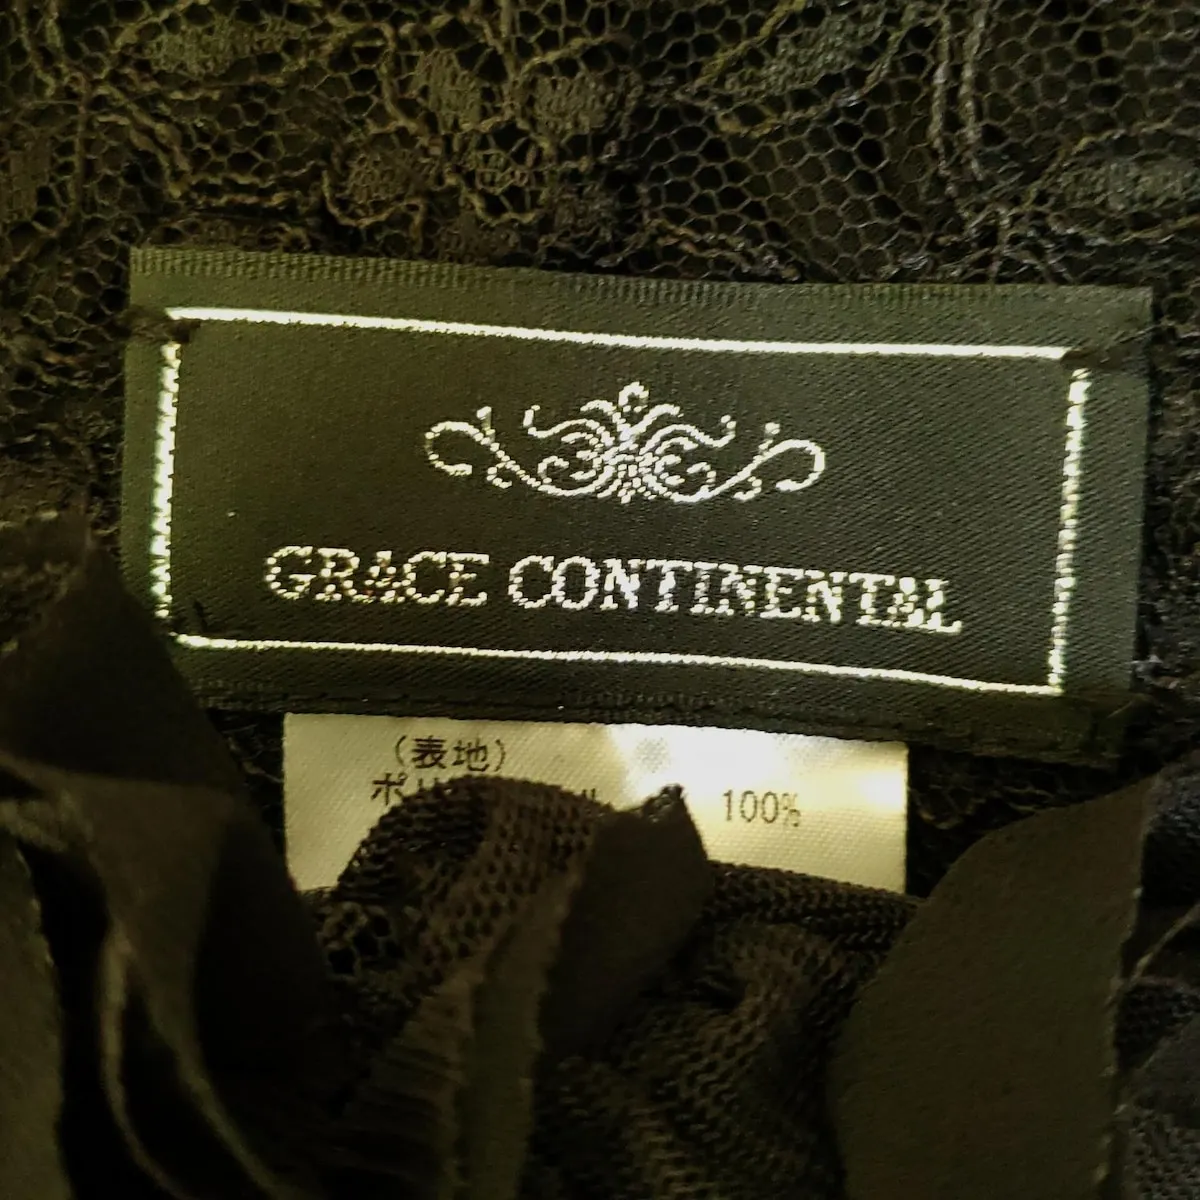 GRACE CONTINENTAL
(表地)
100%